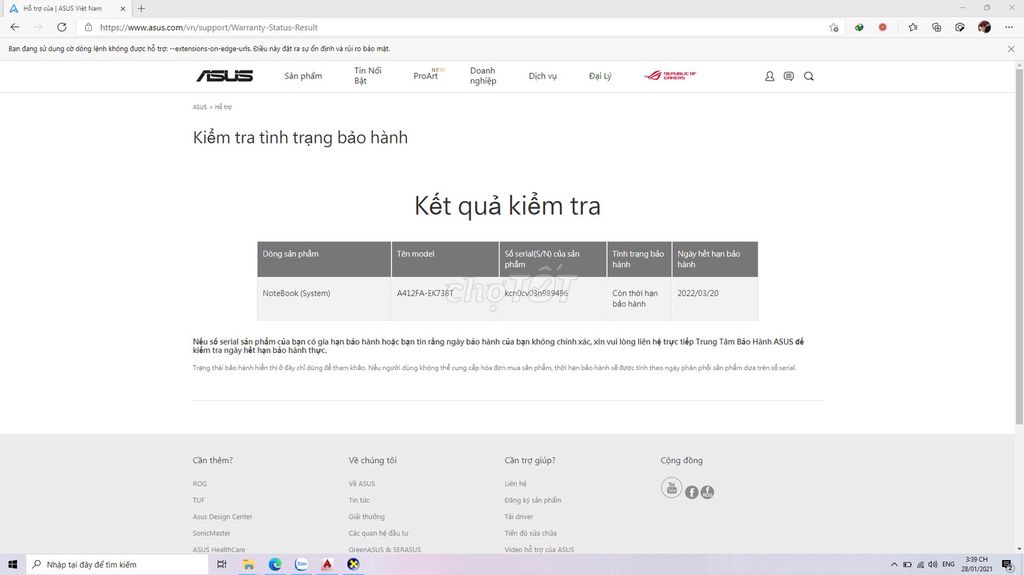 Hỗ trợ của | ASUS Việt Nam
https://www.asus.com/vn/support/Warranty-Status-Result
Bạn đang sử dụng cờ dòng lệnh không được hỗ trợ: --extensions-on-edge-urls. Điều này đặt ra sự ổn định và rủi ro bảo mật.
ASUS
Sản phẩm
Tin Nổi
Bật
ProArt
NEW
Doanh
nghiệp
Dịch vụ
Đại Lý
REPUBLIC OF
GAMERS
ASUS > Hỗ trợ
Kiểm tra tình trạng bảo hành
Kết quả kiểm tra
Dòng sản phẩm
Tên model
Số serial(S/N) của sản
phẩm
Tình trạng bảo
hành
Ngày hết hạn bảo
hành
NoteBook (System)
A412FA-EK738T
kcn0cv03n989496
Còn thời hạn
bảo hành
2022/03/20
chợTỐT
Nếu số serial sản phẩm của bạn có gia hạn bảo hành hoặc bạn tin rằng ngày bảo hành của bạn không chính xác, xin vui lòng liên hệ trực tiếp Trung Tâm Bảo Hành ASUS để
kiểm tra ngày hết hạn bảo hành thực.
Trạng thái bảo hành hiển thị ở đây chỉ dùng để tham khảo. Nếu người dùng không thể cung cấp hóa đơn mua sản phẩm, thời hạn bảo hành sẽ được tính theo ngày phân phối sản phẩm dựa trên số serial.
Cần thêm?
Về chúng tôi
Cần trợ giúp?
Cộng đồng
ROG
Về ASUS
Liên hệ
TUF
Tin tức
Đăng ký sản phẩm
Asus Design Center
Giải thưởng
Tải driver
SonicMaster
Các quan hệ đầu tư
Tiến độ sửa chữa
ASUS HealthCare
GreenASUS & SERASUS
Video hỗ trợ của ASUS
Nhập tại đây để tìm kiếm
Zalo
ENG
3:39 CH
28/01/2021
2